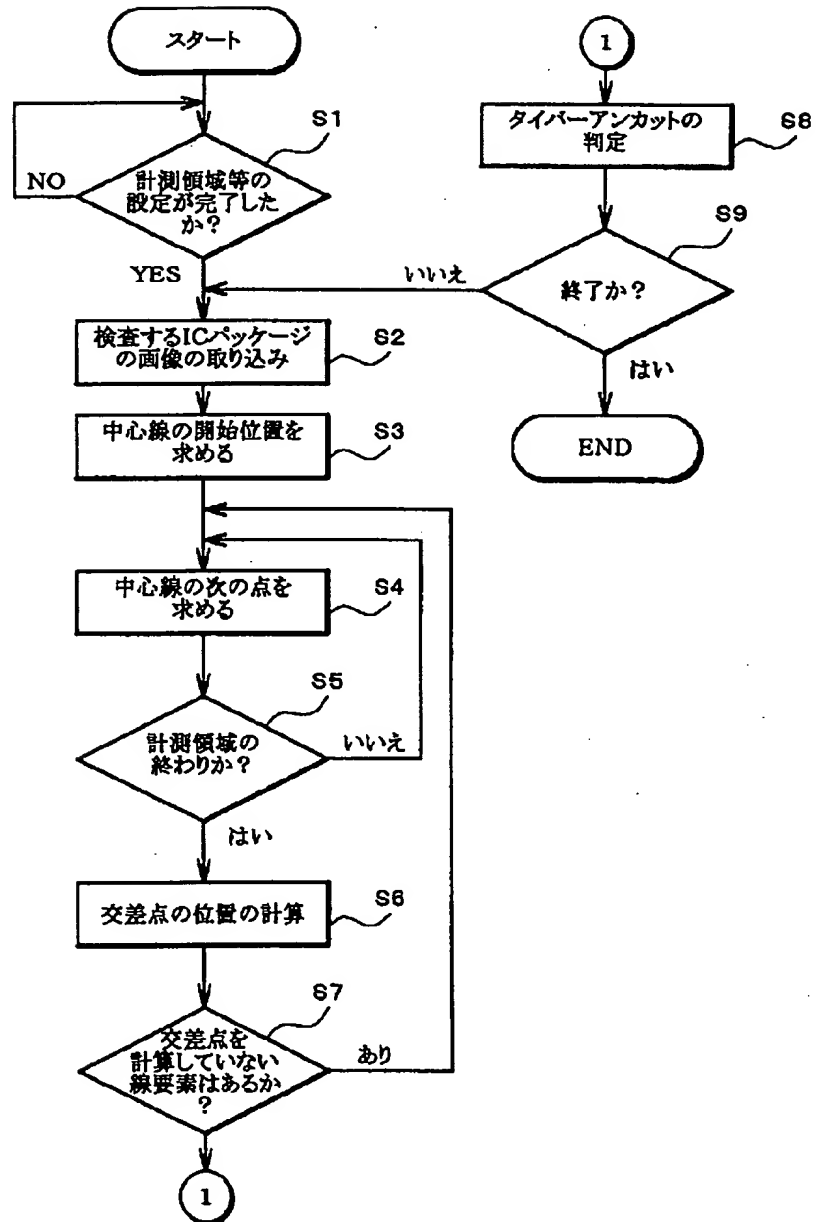 スタート
S1
計測領域等の
設定が完了した
か？
NO
YES
検査するICパッケージ
の画像の取り込み
S2
中心線の開始位置を
求める
S3
中心線の次の点を
求める
S4
S5
計測領域の
終わりか？
いいえ
はい
交差点の位置の計算
S6
S7
交差点を
計算していない
線要素はあるか
？
あり
1
1
タイバーアンカットの
判定
S8
S9
終了か？
いいえ
はい
END